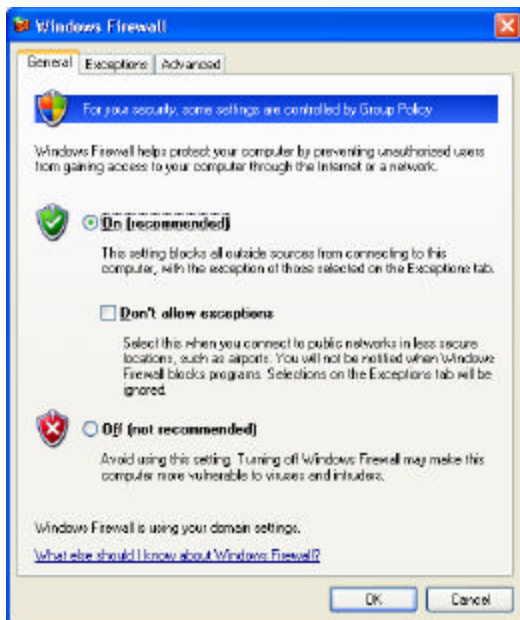 Windows Firewall
General Exceptions Advanced
For your security, some settings are controlled by Group Policy
Windows Firewall helps protect your computer by preventing unauthorized users
from gaining access to your computer through the Internet or a network.
On (recommended)
This setting blocks all outside sources from connecting to this
computer, with the exception of those selected on the Exceptions tab.
Don't allow exceptions
Select this when you connect to public networks in less secure
locations, such as airports. You will not be notified when Windows
Firewall blocks programs. Selections on the Exceptions tab will be
ignored.
Off (not recommended)
Avoid using this setting. Turning off Windows Firewall may make this
computer more vulnerable to viruses and intruders.
Windows Firewall is using your domain settings.
What else should I know about Windows Firewall?
OK Cancel